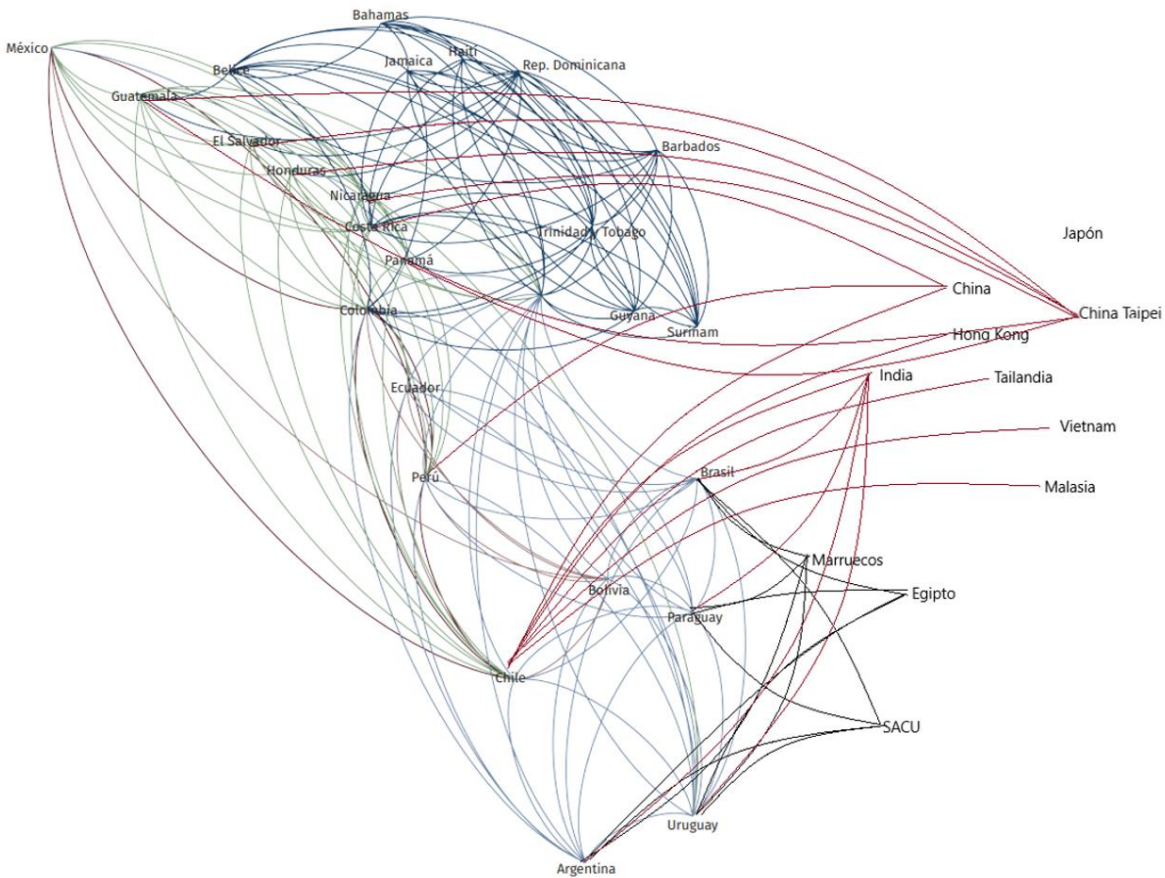 Bahamas
México
Haití
Jamaica
Rep. Dominicana
Belice
Guatemala
El Salvador
Barbados
Honduras
Nicaragua
Costa Rica
Trinidad y Tobago
Japón
Panamá
China
Colombia
Guyana
China Taipei
Surinam
Hong Kong
India
Tailandia
Ecuador
Vietnam
Perú
Brasil
Malasia
Marruecos
Bolivia
Egipto
Paraguay
Chile
SACU
Uruguay
Argentina